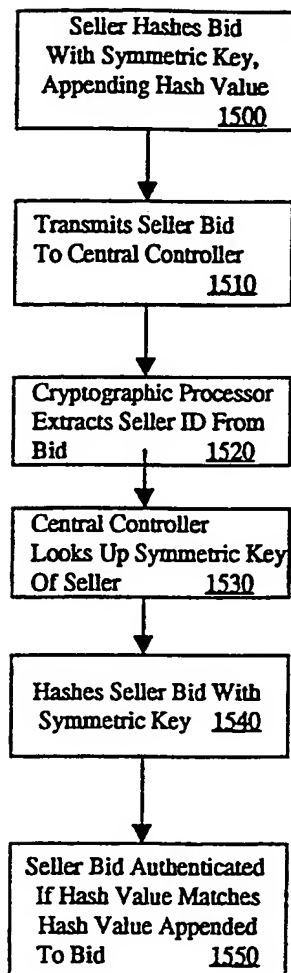 Seller Hashes Bid
With Symmetric Key,
Appending Hash Value
1500
Transmits Seller Bid
To Central Controller
1510
Cryptographic Processor
Extracts Seller ID From
Bid 1520
Central Controller
Looks Up Symmetric Key
Of Seller 1530
Hashes Seller Bid With
Symmetric Key 1540
Seller Bid Authenticated
If Hash Value Matches
Hash Value Appended
To Bid 1550